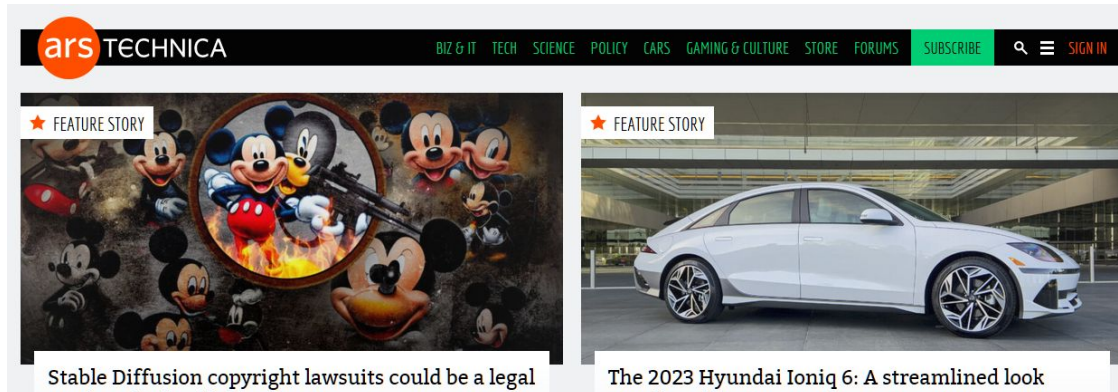 ars TECHNICA
BIZ & IT TECH SCIENCE POLICY CARS GAMING & CULTURE STORE FORUMS SUBSCRIBE SIGN IN
FEATURE STORY
Stable Diffusion copyright lawsuits could be a legal
FEATURE STORY
The 2023 Hyundai Ioniq 6: A streamlined look